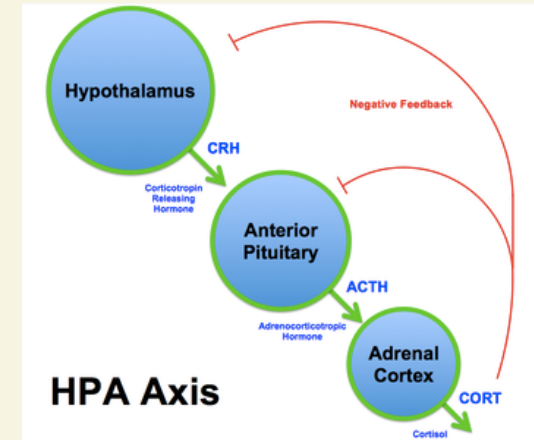 Hypothalamus
Negative Feedback
CRH
Corticotropin
Releasing
Hormone
Anterior
Pituitary
ACTH
Adrenocorticotropic
Hormone
Adrenal
Cortex
HPA Axis
CORT
Cortisol